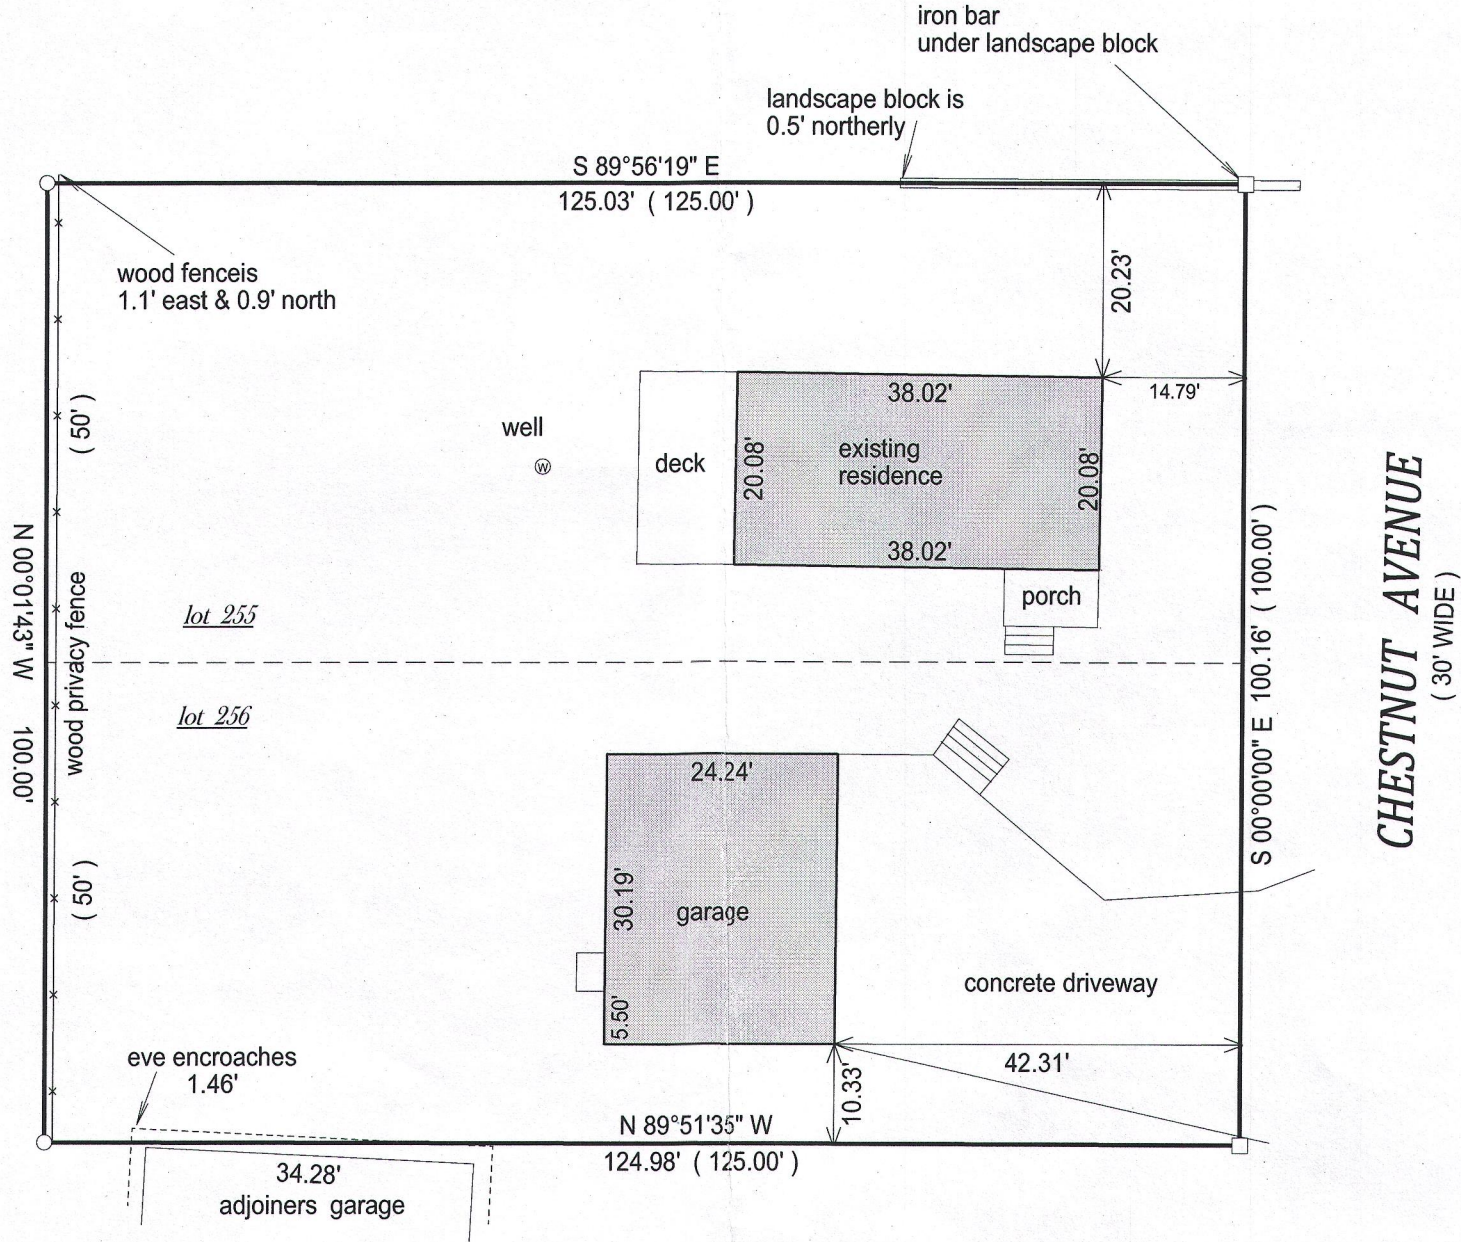 iron bar
under landscape block
landscape block is
0.5' northerly
S 89°56'19" E
125.03' ( 125.00' )
wood fenceis
1.1' east & 0.9' north
20.23'
14.79'
38.02'
existing
residence
20.08'
20.08'
38.02'
deck
well
W
porch
( 50' )
N 00°01'43" W 100.00'
wood privacy fence
lot 255
lot 256
( 50' )
S 00°00'00" E 100.16' ( 100.00' )
CHESTNUT AVENUE
( 30' WIDE )
24.24'
30.19'
garage
5.50'
concrete driveway
42.31'
10.33'
eve encroaches
1.46'
N 89°51'35" W
124.98' ( 125.00' )
34.28'
adjoiners garage